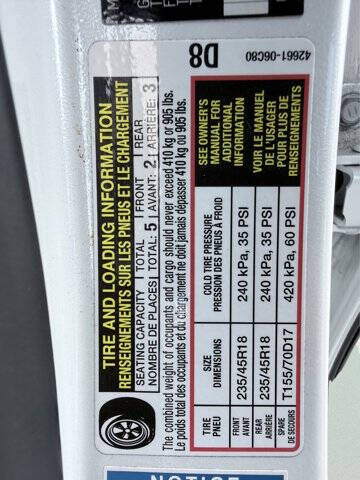 TIRE AND LOADING INFORMATION
RENSEIGNEMENTS SUR LES PNEUS ET LE CHARGEMENT
SEATING CAPACITY | TOTAL | FRONT | REAR
NOMBRE DE PLACES | TOTAL: 5 | AVANT: 2 | ARRIÈRE: 3
The combined weight of occupants and cargo should never exceed 410 kg or 905 lbs.
Le poids total des occupants et du chargement ne doit jamais dépasser 410 kg ou 905 lbs.
TIRE PNEU | SIZE DIMENSIONS | COLD TIRE PRESSURE PRESSION DES PNEUS À FROID
FRONT AVANT | 235/45R18 | 240 kPa, 35 PSI
REAR ARRIÈRE | 235/45R18 | 240 kPa, 35 PSI
SPARE DE SECOURS | T155/70D17 | 420 kPa, 60 PSI
SEE OWNER'S
MANUAL FOR
ADDITIONAL
INFORMATION
VOIR LE MANUEL
DE L'USAGER
POUR PLUS DE
RENSEIGNEMENTS
D8
42661-06C80
NOTICE